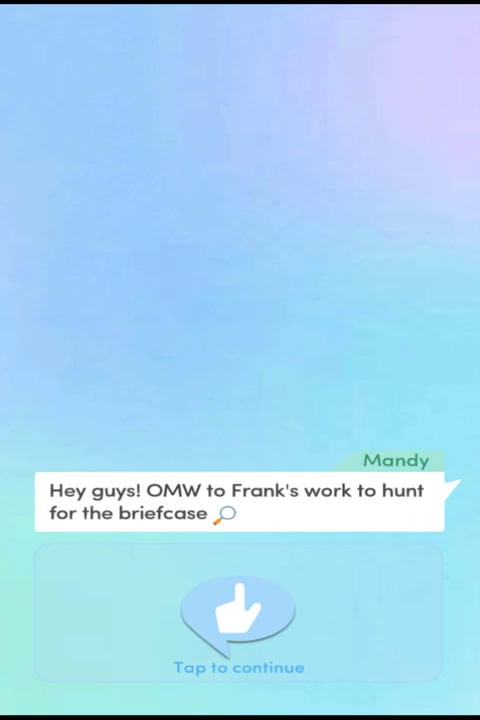 Mandy
Hey guys! OMW to Frank's work to hunt
for the briefcase 🔎
Tap to continue